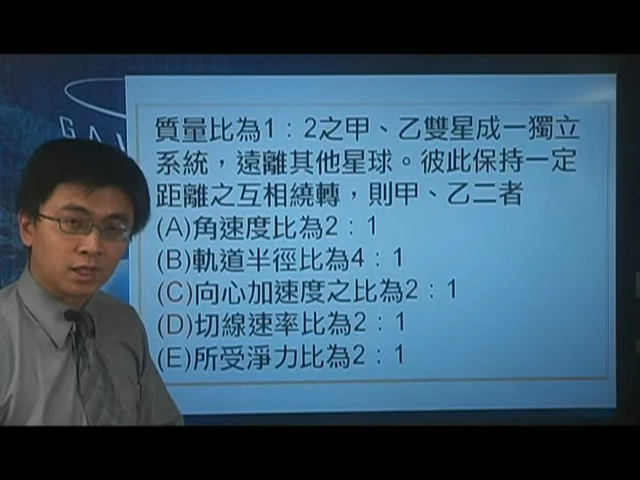 GAV
質量比為1：2之甲、乙雙星成一獨立
系統，遠離其他星球。彼此保持一定
距離之互相繞轉，則甲、乙二者
(A)角速度比為2：1
(B)軌道半徑比為4：1
(C)向心加速度之比為2：1
(D)切線速率比為2：1
(E)所受淨力比為2：1